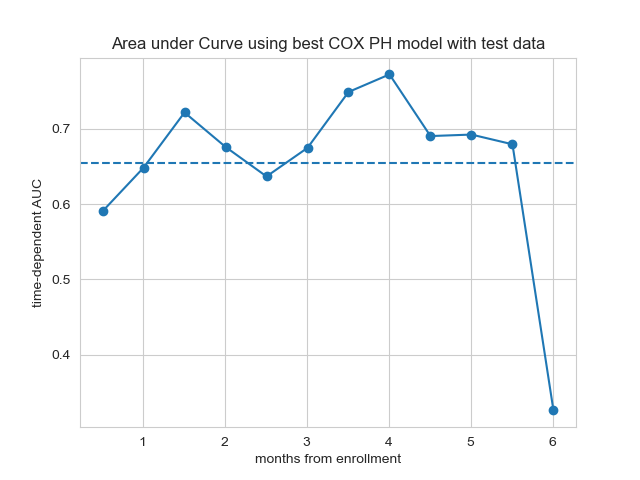 Area under Curve using best COX PH model with test data
time-dependent AUC
0.7
0.6
0.5
0.4
1 2 3 4 5 6
months from enrollment